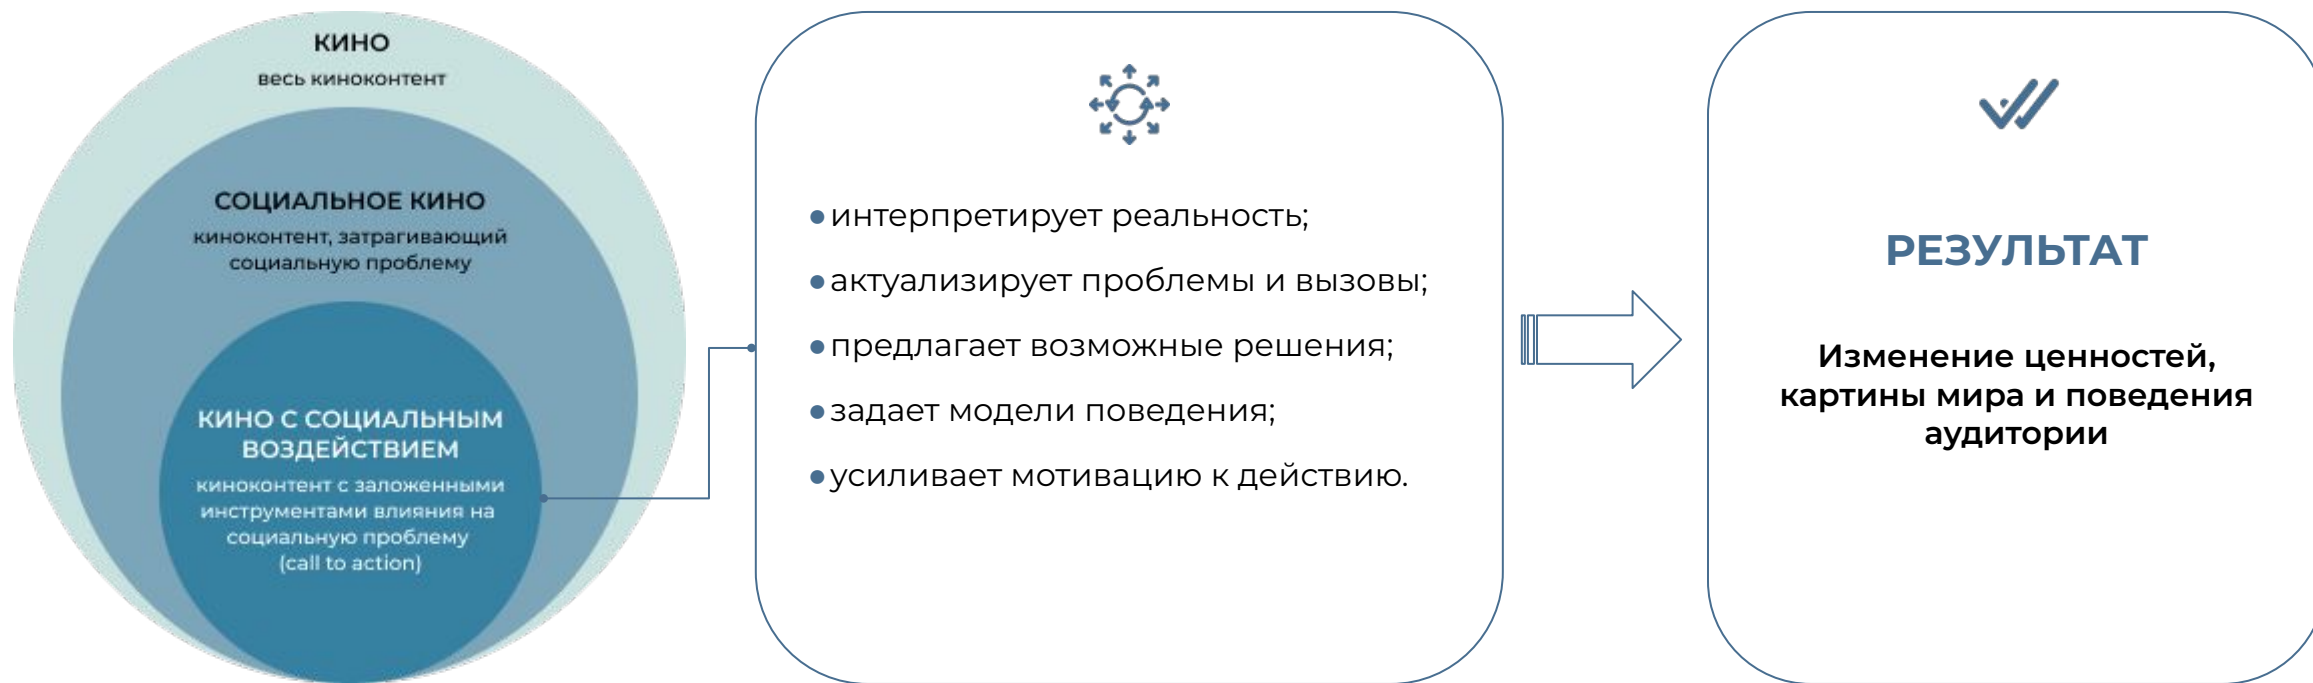 КИНО
весь киноконтент
СОЦИАЛЬНОЕ КИНО
киноконтент, затрагивающий
социальную проблему
КИНО С СОЦИАЛЬНЫМ
ВОЗДЕЙСТВИЕМ
киноконтент с заложенными
инструментами влияния на
социальную проблему
(call to action)
●интерпретирует реальность;
●актуализирует проблемы и вызовы;
●предлагает возможные решения;
●задает модели поведения;
●усиливает мотивацию к действию.
РЕЗУЛЬТАТ
Изменение ценностей,
картины мира и поведения
аудитории